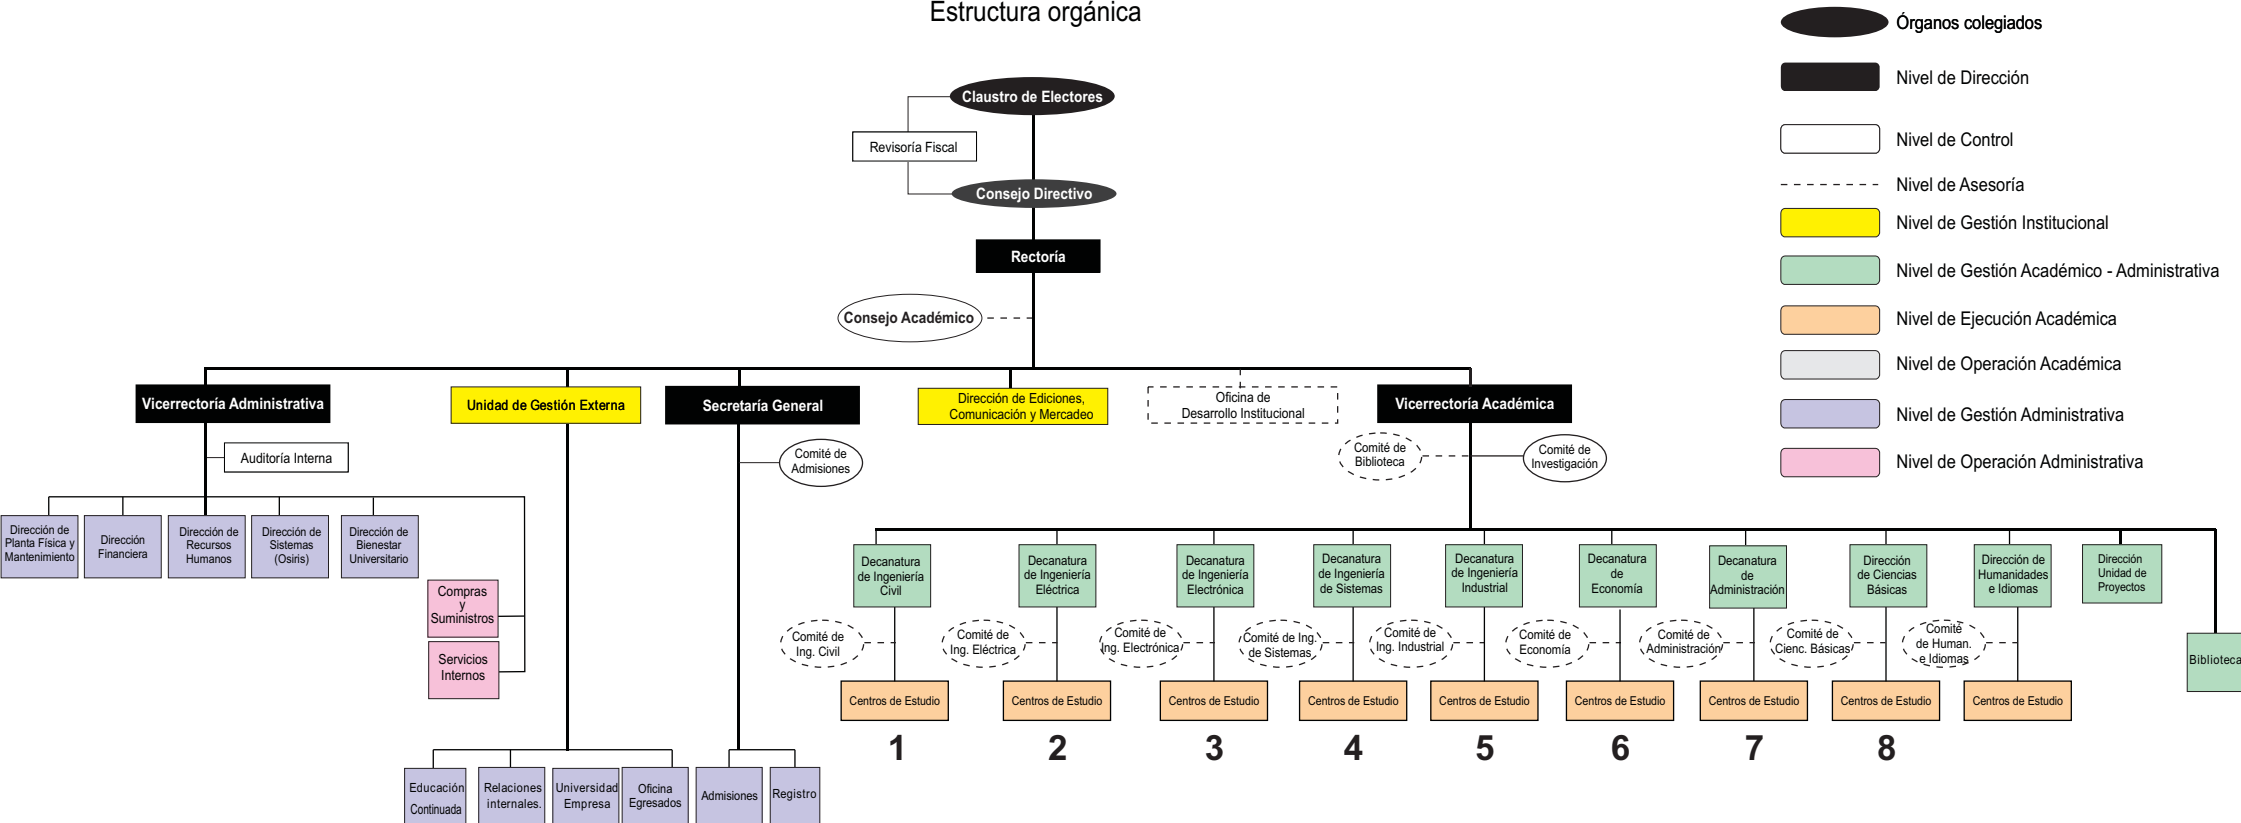 Estructura orgánica
Órganos colegiados
Nivel de Dirección
Nivel de Control
Nivel de Asesoría
Nivel de Gestión Institucional
Nivel de Gestión Académico - Administrativa
Nivel de Ejecución Académica
Nivel de Operación Académica
Nivel de Gestión Administrativa
Nivel de Operación Administrativa
Claustro de Electores
Revisoría Fiscal
Consejo Directivo
Rectoría
Consejo Académico
Vicerrectoría Administrativa
Unidad de Gestión Externa
Secretaría General
Dirección de Ediciones,
Comunicación y Mercadeo
Oficina de
Desarrollo Institucional
Vicerrectoría Académica
Auditoría Interna
Comité de
Admisiones
Comité de
Biblioteca
Comité de
Investigación
Dirección de
Planta Física y
Mantenimiento
Dirección
Financiera
Dirección de
Recursos
Humanos
Dirección de
Sistemas
(Osiris)
Dirección de
Bienestar
Universitario
Compras
y
Suministros
Servicios
Internos
Decanatura
de Ingeniería
Civil
Decanatura
de Ingeniería
Eléctrica
Decanatura
de Ingeniería
Electrónica
Decanatura
de Ingeniería
de Sistemas
Decanatura
de Ingeniería
Industrial
Decanatura
de
Economía
Decanatura
de
Administración
Dirección
de Ciencias
Básicas
Dirección de
Humanidades
e Idiomas
Dirección
Unidad de
Proyectos
Biblioteca
Comité de
Ing. Civil
Comité de
Ing. Eléctrica
Comité de
Ing. Electrónica
Comité de Ing.
de Sistemas
Comité de
Ing. Industrial
Comité de
Economía
Comité de
Administración
Comité de
Cienc. Básicas
Comité
de Human.
e Idiomas
Centros de Estudio
Centros de Estudio
Centros de Estudio
Centros de Estudio
Centros de Estudio
Centros de Estudio
Centros de Estudio
Centros de Estudio
Centros de Estudio
1
2
3
4
5
6
7
8
Educación
Continuada
Relaciones
internales.
Universidad
Empresa
Oficina
Egresados
Admisiones
Registro